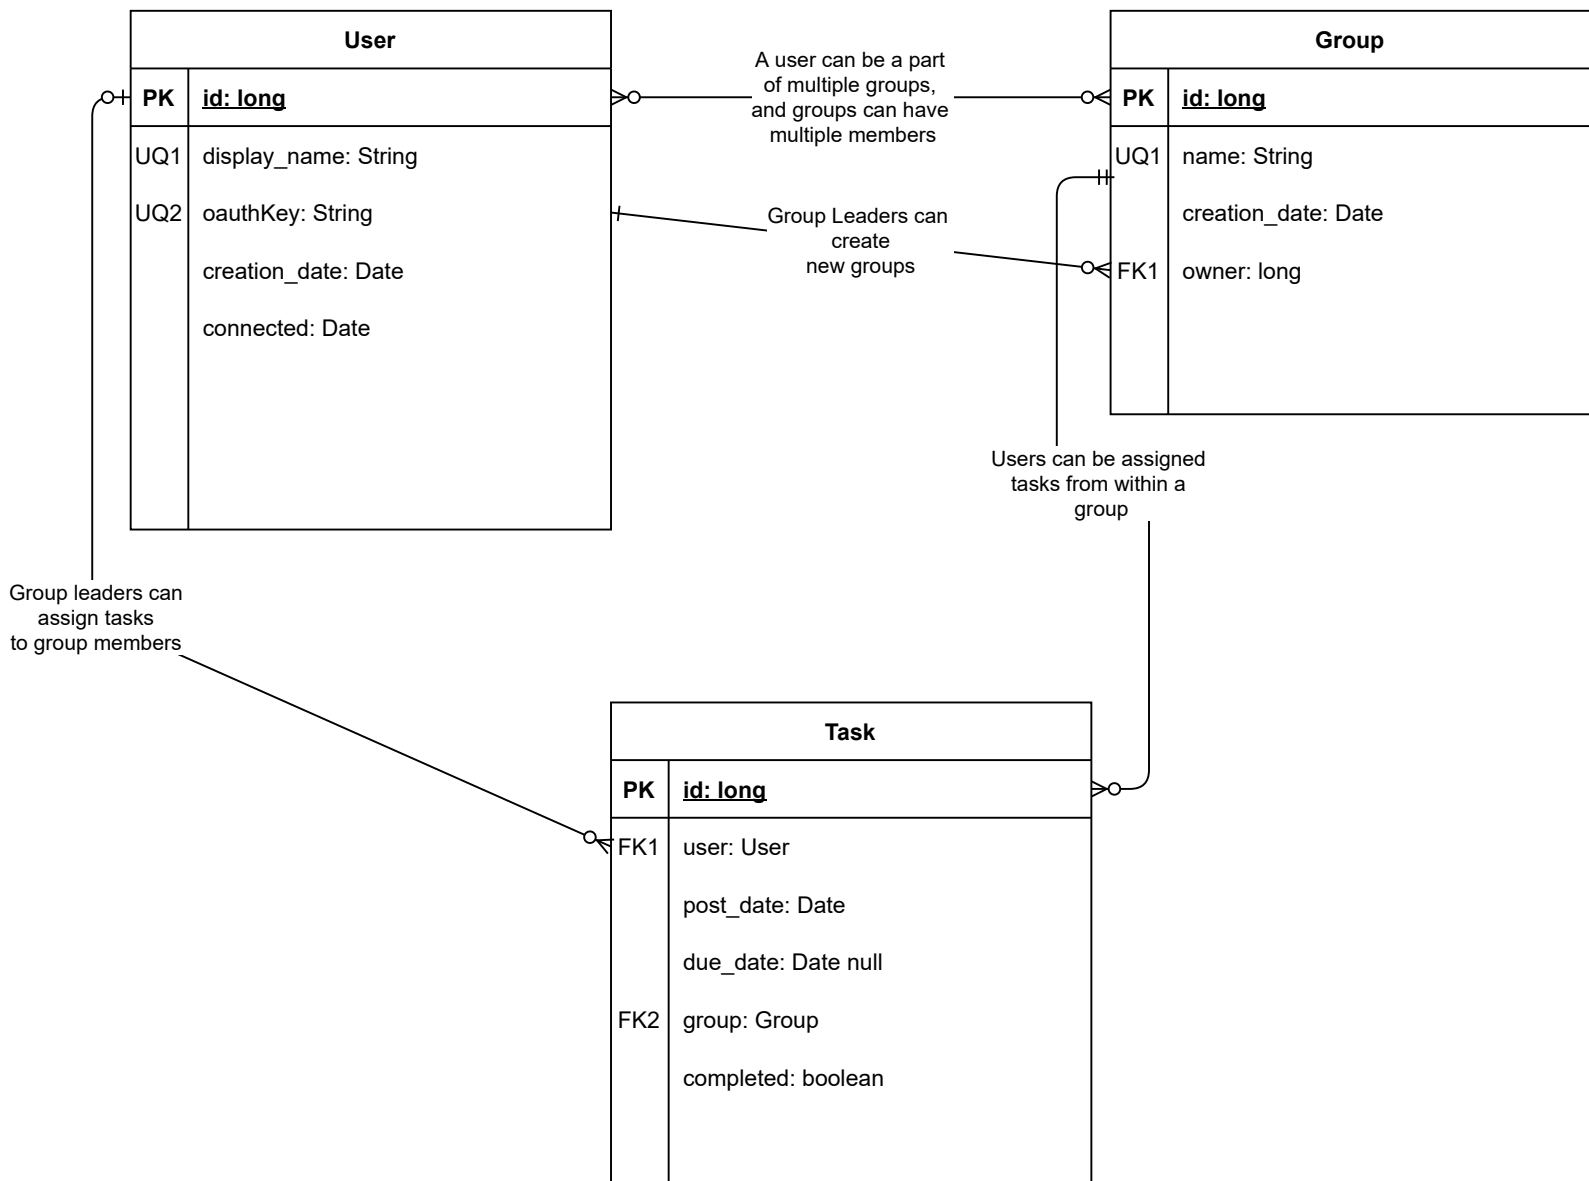 User
PK id: long
UQ1 display_name: String
UQ2 oauthKey: String
creation_date: Date
connected: Date
A user can be a part
of multiple groups,
and groups can have
multiple members
Group Leaders can
create
new groups
Group
PK id: long
UQ1 name: String
creation_date: Date
FK1 owner: long
Users can be assigned
tasks from within a
group
Group leaders can
assign tasks
to group members
Task
PK id: long
FK1 user: User
post_date: Date
due_date: Date null
FK2 group: Group
completed: boolean